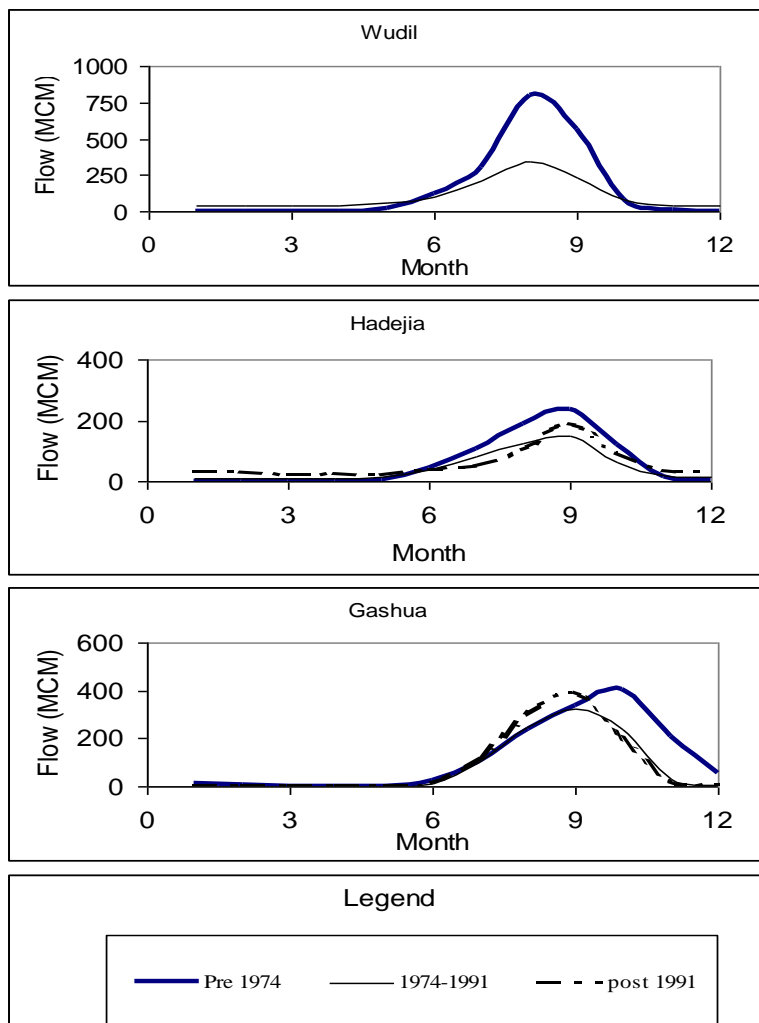 Wudil
1000
750
500
250
0
Flow (MCM)
0 3 6 9 12
Month
Hadejia
400
200
0
Flow (MCM)
0 3 6 9 12
Month
Gashua
600
400
200
0
Flow (MCM)
0 3 6 9 12
Month
Legend
Pre 1974 1974-1991 post 1991